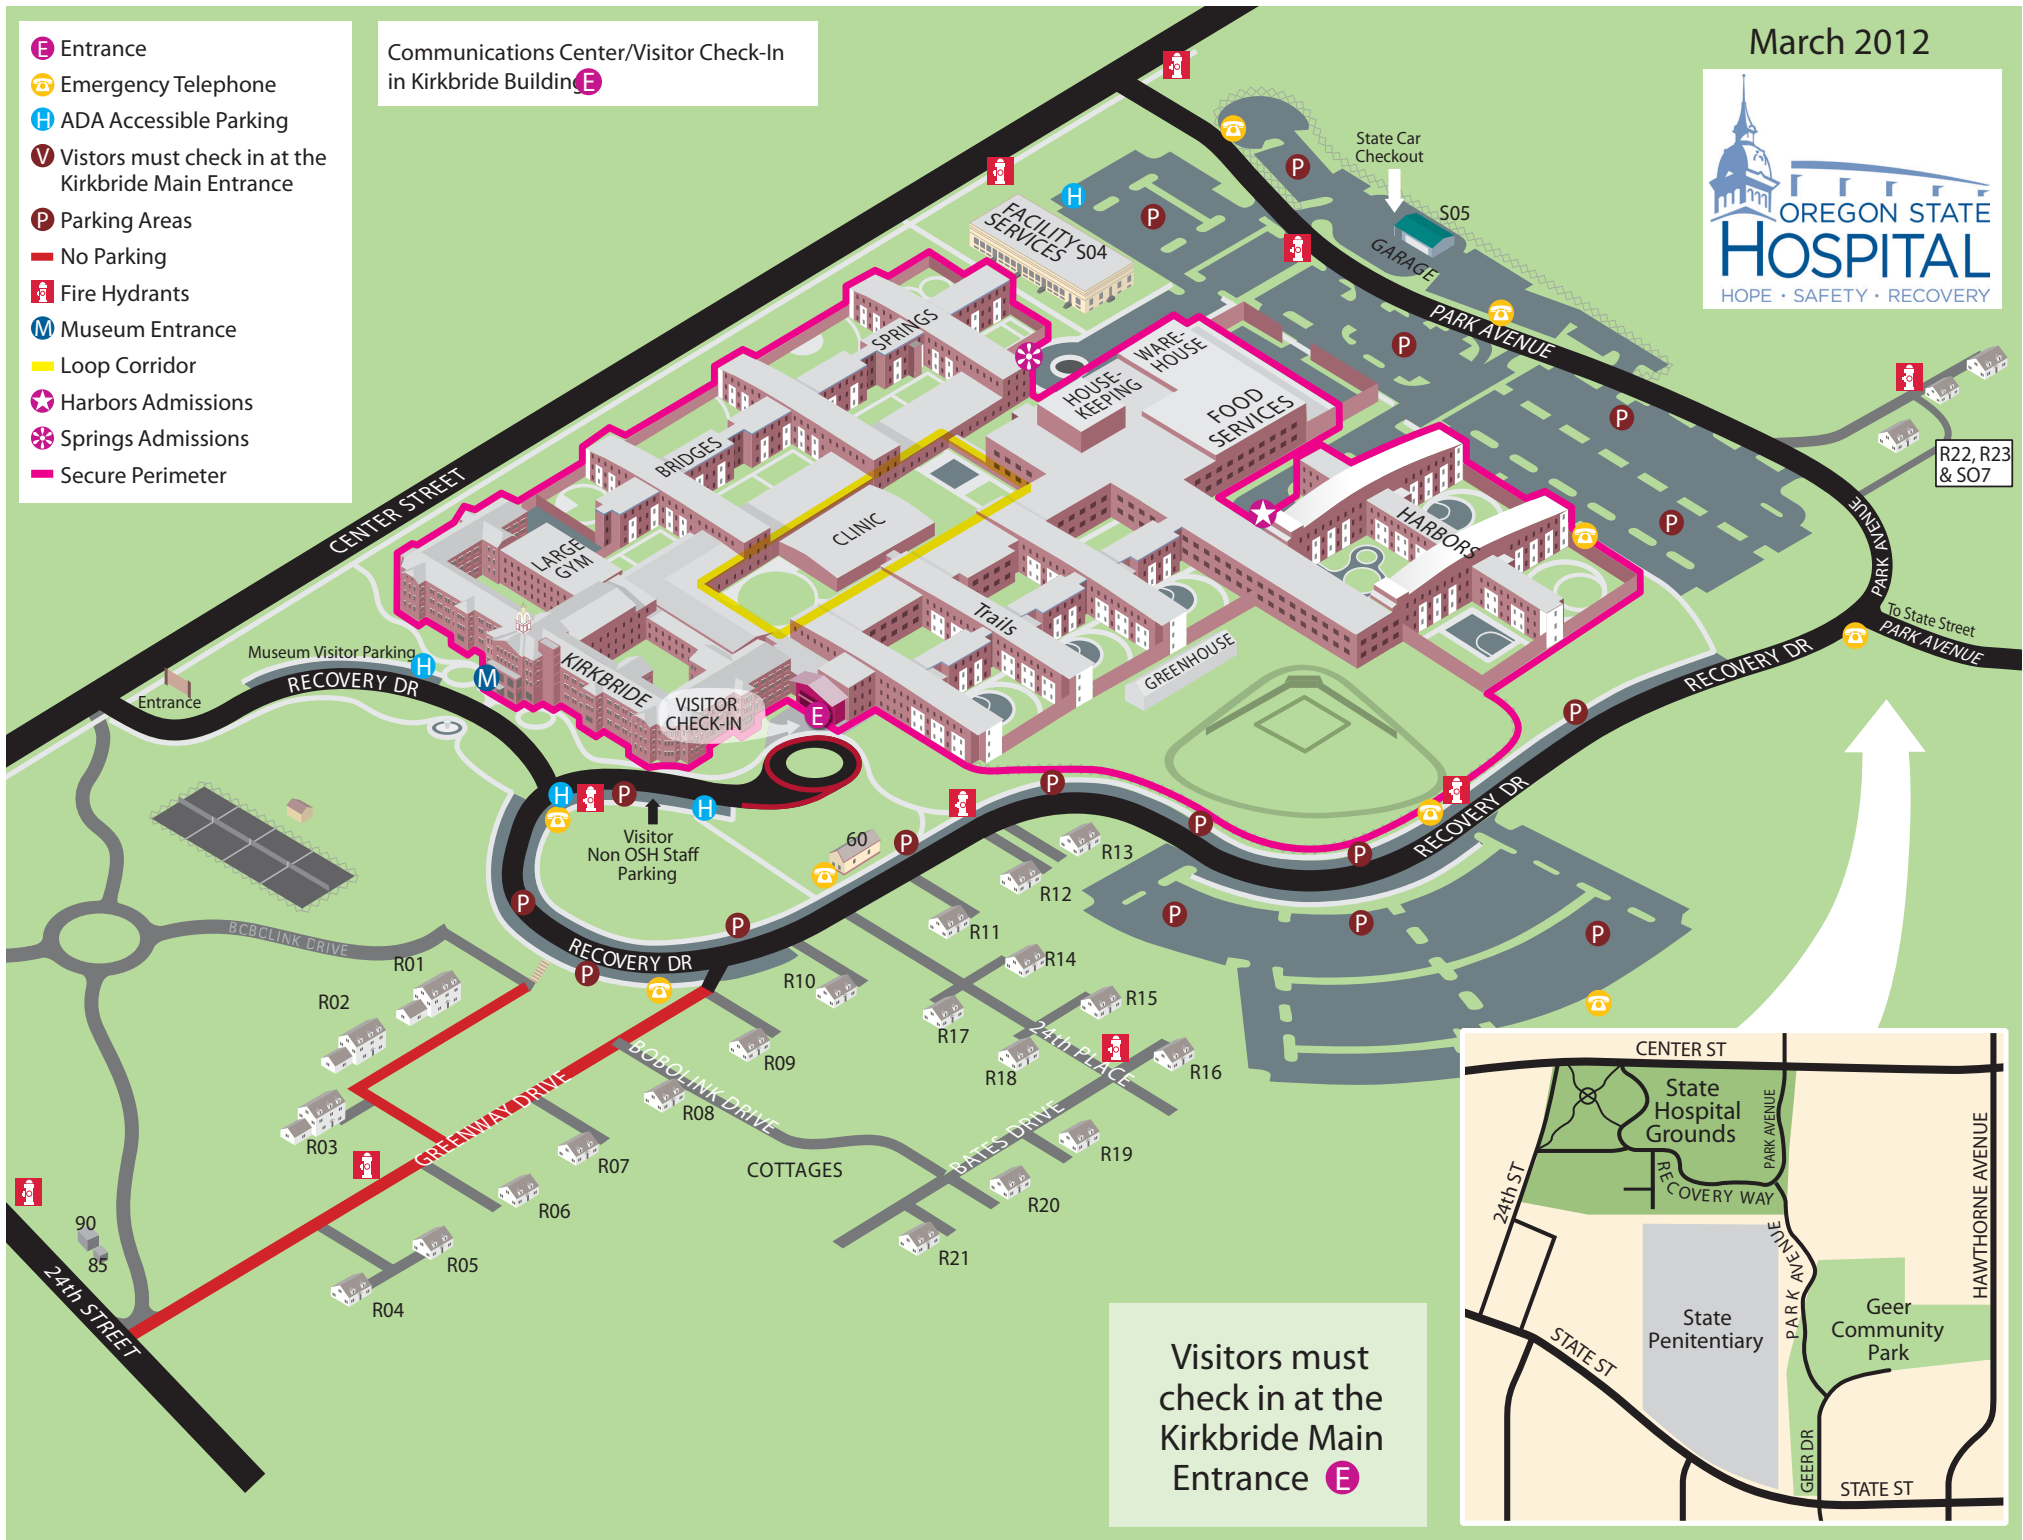 E Entrance
Emergency Telephone
H ADA Accessible Parking
V Vistors must check in at the
Kirkbride Main Entrance
P Parking Areas
No Parking
Fire Hydrants
M Museum Entrance
Loop Corridor
Harbors Admissions
Springs Admissions
Secure Perimeter
Communications Center/Visitor Check-In
in Kirkbride Building E
March 2012
OREGON STATE
HOSPITAL
HOPE • SAFETY • RECOVERY
State Car
Checkout
S05
GARAGE
P
P
H
FACILITY
SERVICES
S04
PARK AVENUE
P
P
P
R22, R23
& SO7
PARK AVENUE
To State Street
PARK AVENUE
SPRINGS
WARE-
HOUSE
HOUSE-
KEEPING
FOOD
SERVICES
BRIDGES
CENTER STREET
CLINIC
HARBORS
LARGE
GYM
Trails
GREENHOUSE
KIRKBRIDE
VISITOR
CHECK-IN
E
Museum Visitor Parking
H
M
RECOVERY DR
Entrance
RECOVERY DR
P
RECOVERY DR
H
P
H
Visitor
Non OSH Staff
Parking
P
P
P
60
P
R13
R12
R11
R14
R15
R16
R17
R18
R19
R20
R21
P
P
P
P
P
P
RECOVERY DR
BCBCLINK DRIVE
R01
R02
R03
R10
R09
R08
R07
R06
R05
R04
24th PLACE
BOBOLINK DRIVE
GREENWAY DRIVE
BATES DRIVE
COTTAGES
90
85
24th STREET
Visitors must
check in at the
Kirkbride Main
Entrance E
CENTER ST
State
Hospital
Grounds
PARK AVENUE
RECOVERY WAY
24th ST
PARK AVENUE
HAWTHORNE AVENUE
State
Penitentiary
Geer
Community
Park
STATE ST
GEER DR
STATE ST